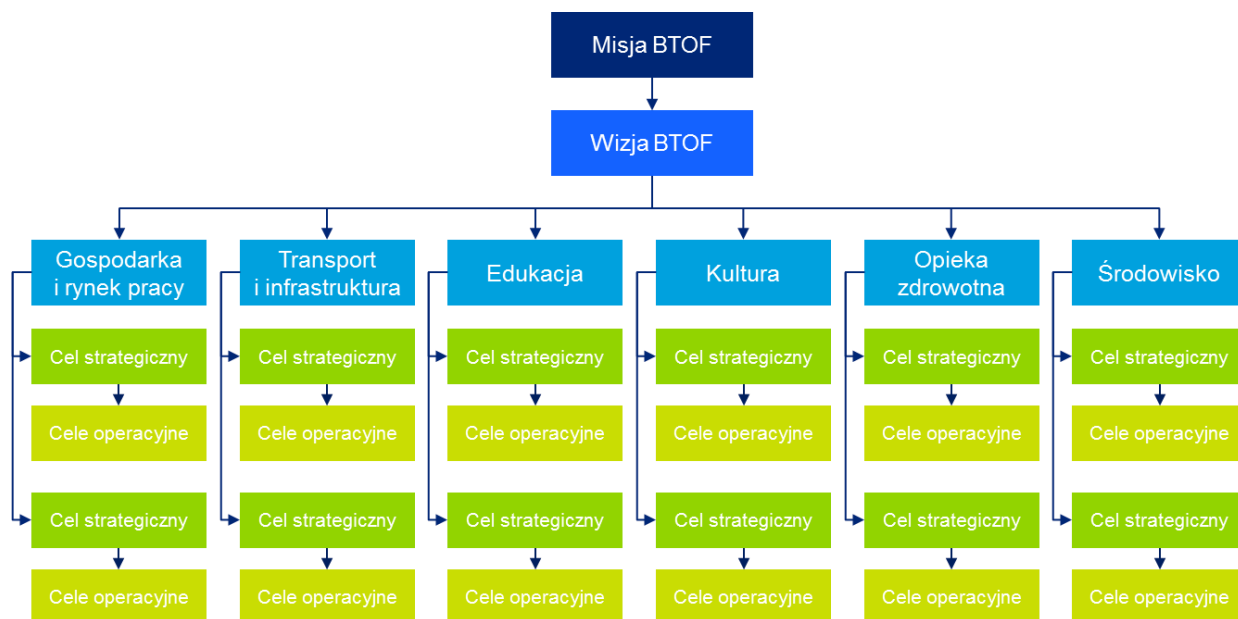 Misja BTOF
Wizja BTOF
Gospodarka
i rynek pracy
Transport
i infrastruktura
Edukacja
Kultura
Opieka
zdrowotna
Środowisko
Cel strategiczny
Cel strategiczny
Cel strategiczny
Cel strategiczny
Cel strategiczny
Cel strategiczny
Cele operacyjne
Cele operacyjne
Cele operacyjne
Cele operacyjne
Cele operacyjne
Cele operacyjne
Cel strategiczny
Cel strategiczny
Cel strategiczny
Cel strategiczny
Cel strategiczny
Cel strategiczny
Cele operacyjne
Cele operacyjne
Cele operacyjne
Cele operacyjne
Cele operacyjne
Cele operacyjne